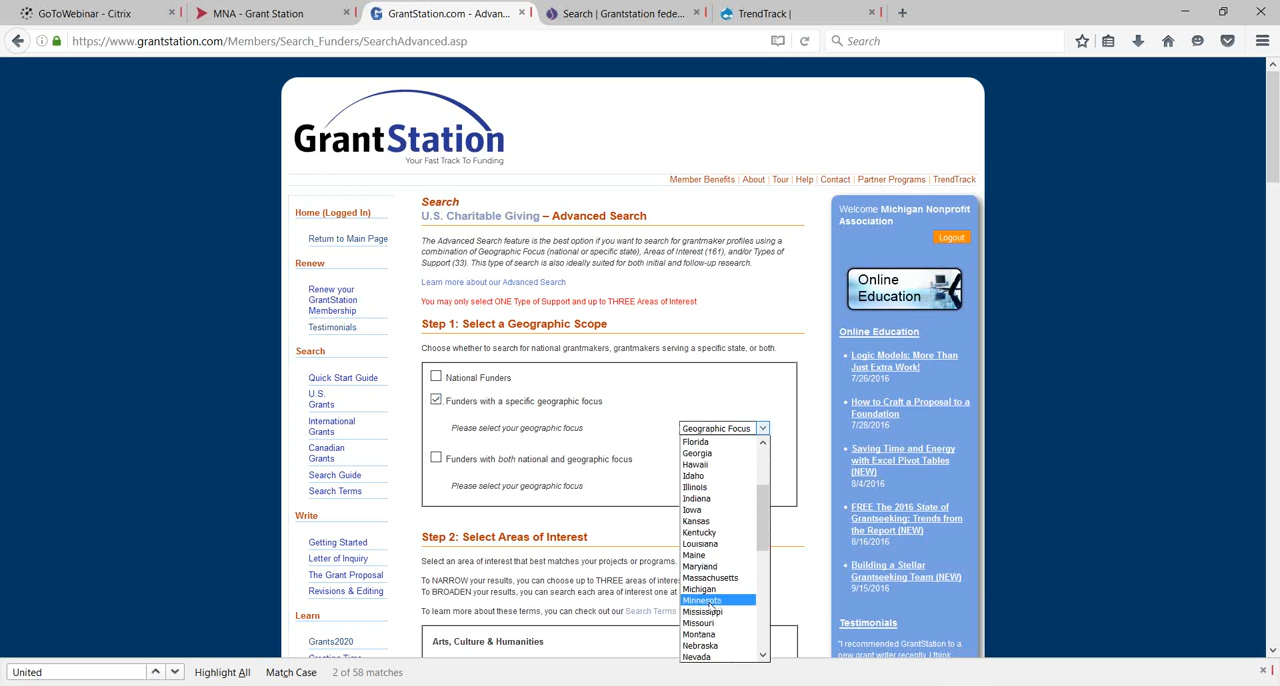 GoToWebinar - Citrix
MNA - Grant Station
GrantStation.com - Advan...
Search | Grantstation fede...
TrendTrack |
https://www.grantstation.com/Members/Search_Funders/SearchAdvanced.asp
Search
GrantStation
Your Fast Track To Funding
Member Benefits | About | Tour | Help | Contact | Partner Programs | TrendTrack
Home (Logged In)
Return to Main Page
Renew
Renew your
GrantStation
Membership
Testimonials
Search
Quick Start Guide
U.S.
Grants
International
Grants
Canadian
Grants
Search Guide
Search Terms
Write
Getting Started
Letter of Inquiry
The Grant Proposal
Revisions & Editing
Learn
Grants2020
Search
U.S. Charitable Giving – Advanced Search
The Advanced Search feature is the best option if you want to search for grantmaker profiles using a
combination of Geographic Focus (national or specific state), Areas of Interest (161), and/or Types of
Support (33). This type of search is also ideally suited for both initial and follow-up research.
Learn more about our Advanced Search
You may only select ONE Type of Support and up to THREE Areas of Interest
Step 1: Select a Geographic Scope
Choose whether to search for national grantmakers, grantmakers serving a specific state, or both.
National Funders
Funders with a specific geographic focus
Please select your geographic focus
Geographic Focus
Funders with both national and geographic focus
Please select your geographic focus
Florida
Georgia
Hawaii
Idaho
Illinois
Indiana
Iowa
Kansas
Kentucky
Louisiana
Maine
Maryland
Massachusetts
Michigan
Minnesota
Mississippi
Missouri
Montana
Nebraska
Nevada
Step 2: Select Areas of Interest
Select an area of interest that best matches your projects or programs.
To NARROW your results, you can choose up to THREE areas of interes
To BROADEN your results, you can search each area of interest one at
To learn more about these terms, you can check out our Search Terms
Arts, Culture & Humanities
Welcome Michigan Nonprofit
Association
Logout
Online
Education
Online Education
• Logic Models: More Than
Just Extra Work!
7/26/2016
• How to Craft a Proposal to a
Foundation
7/28/2016
• Saving Time and Energy
with Excel Pivot Tables
(NEW)
8/4/2016
• FREE The 2016 State of
Grantseeking: Trends from
the Report (NEW)
8/16/2016
• Building a Stellar
Grantseeking Team (NEW)
9/15/2016
Testimonials
"I recommended GrantStation to a
new grant writer recently. I think
United
Highlight All
Match Case
2 of 58 matches